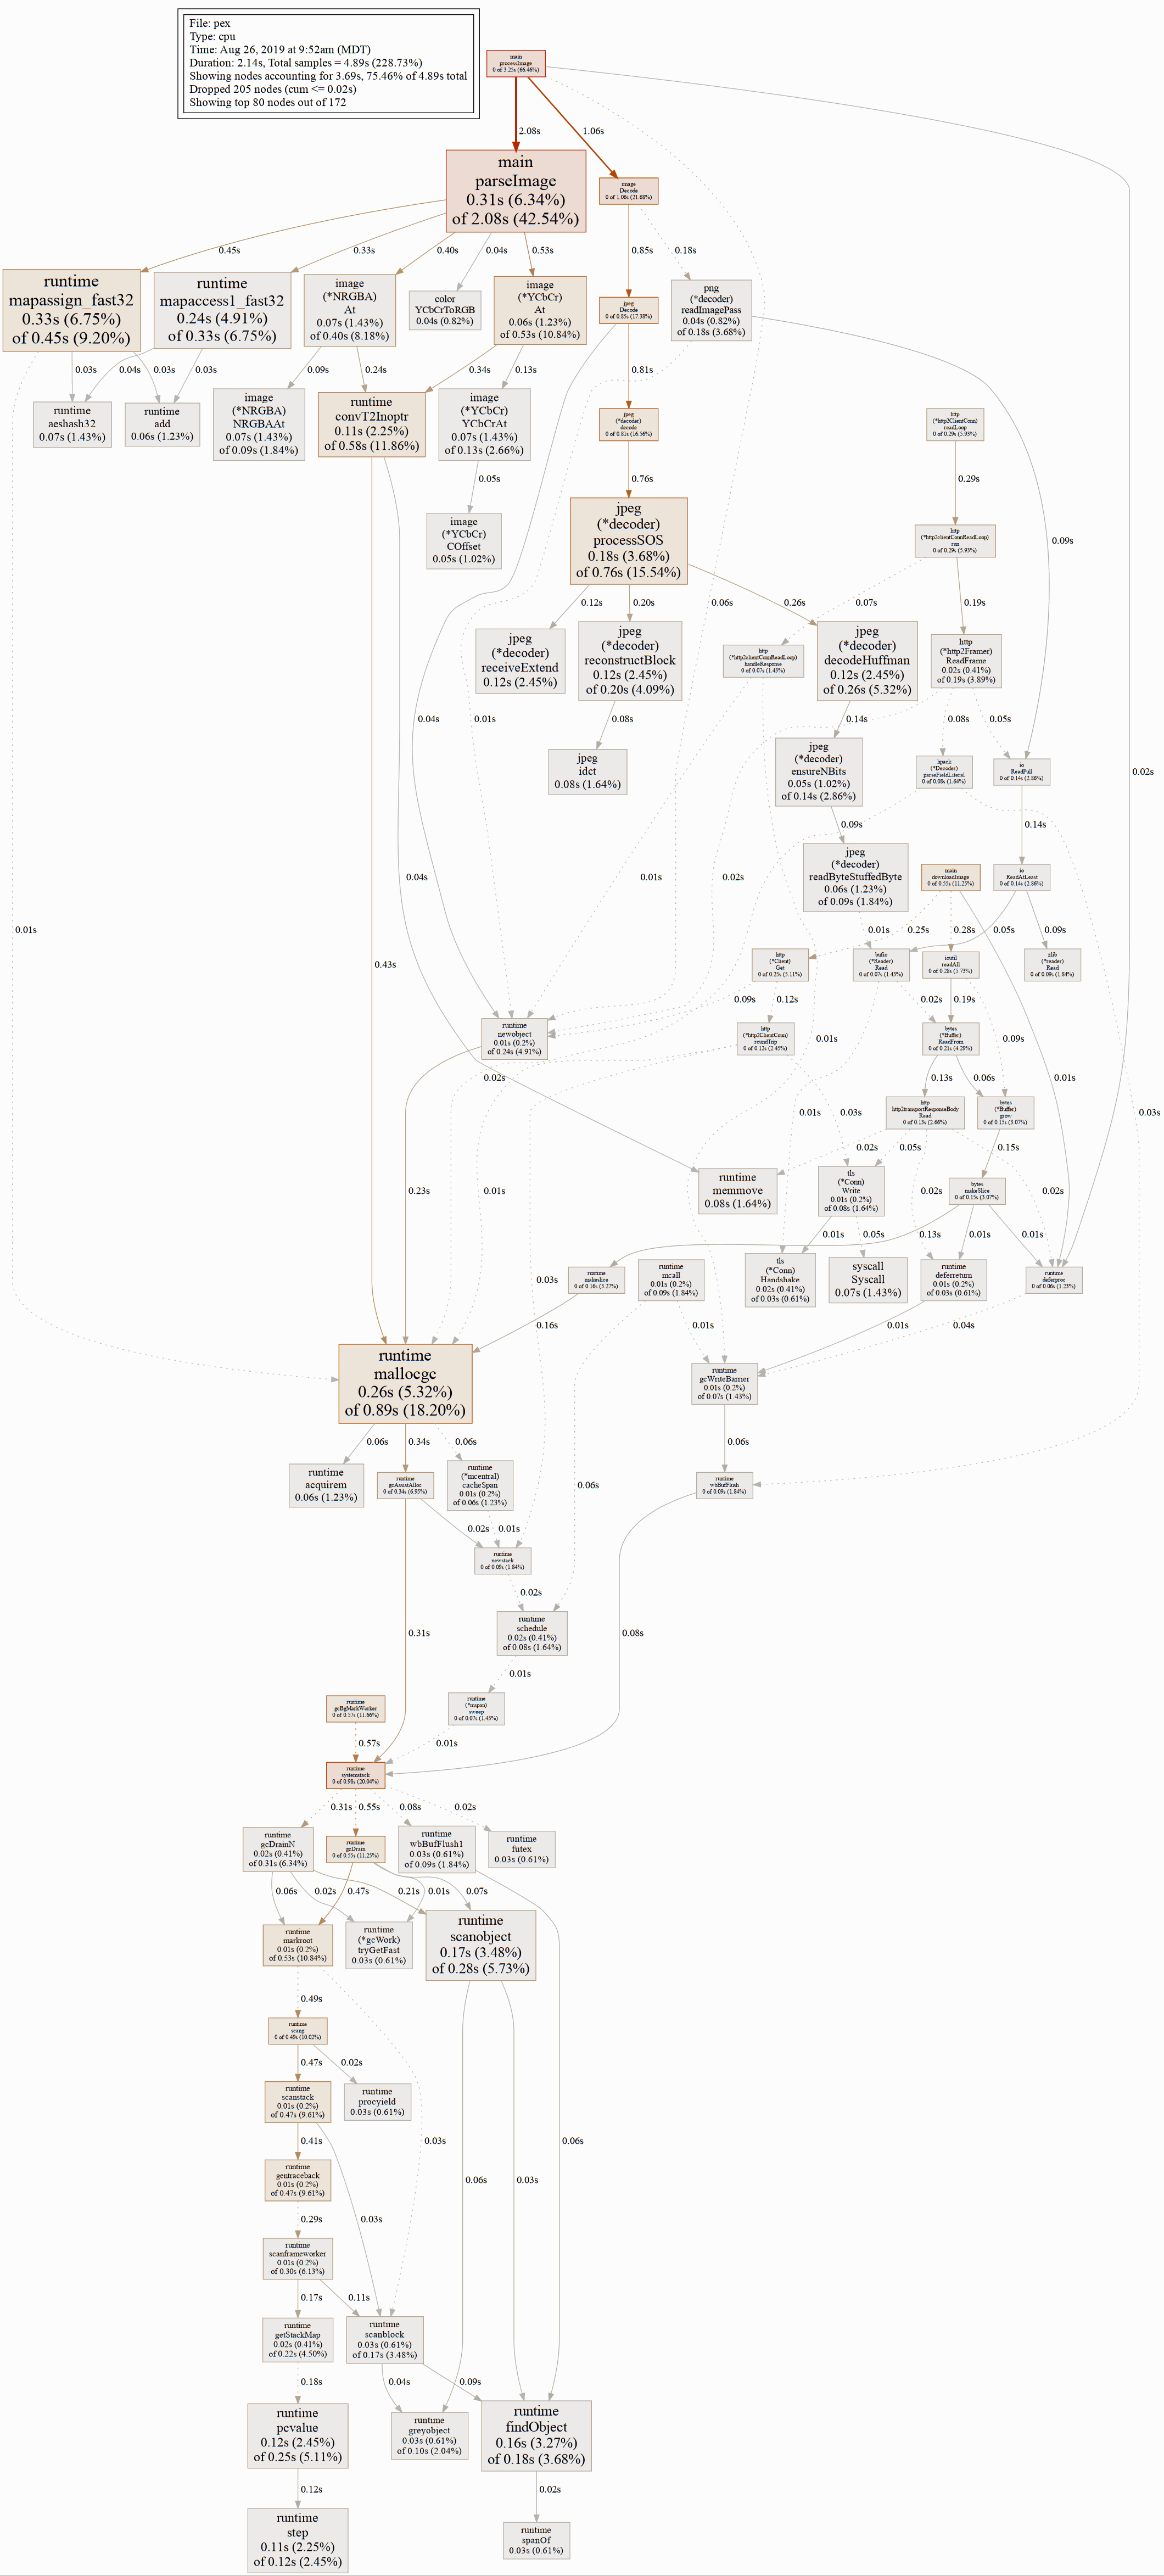 File: pex
Type: cpu
Time: Aug 26, 2019 at 9:52am (MDT)
Duration: 2.14s, Total samples = 4.89s (228.73%)
Showing nodes accounting for 3.69s, 75.46% of 4.89s total
Dropped 205 nodes (cum <= 0.02s)
Showing top 80 nodes out of 172
main
processImage
0 of 3.25s (66.46%)
2.08s
1.06s
main
parseImage
0.31s (6.34%)
of 2.08s (42.54%)
image
Decode
0 of 1.06s (21.68%)
0.45s
0.33s
0.40s
0.04s
0.53s
0.85s
0.18s
runtime
mapassign_fast32
0.33s (6.75%)
of 0.45s (9.20%)
runtime
mapaccess1_fast32
0.24s (4.91%)
of 0.33s (6.75%)
image
(*NRGBA)
At
0.07s (1.43%)
of 0.40s (8.18%)
color
YCbCrToRGB
0.04s (0.82%)
image
(*YCbCr)
At
0.06s (1.23%)
of 0.53s (10.84%)
jpeg
Decode
0 of 0.85s (17.38%)
png
(*decoder)
readImagePass
0.04s (0.82%)
of 0.18s (3.68%)
0.03s
0.04s
0.03s
0.03s
0.09s
0.24s
0.34s
0.13s
0.81s
runtime
aeshash32
0.07s (1.43%)
runtime
add
0.06s (1.23%)
image
(*NRGBA)
NRGBAAt
0.07s (1.43%)
of 0.09s (1.84%)
runtime
convT2Inoptr
0.11s (2.25%)
of 0.58s (11.86%)
image
(*YCbCr)
YCbCrAt
0.07s (1.43%)
of 0.13s (2.66%)
jpeg
(*decoder)
decode
0 of 0.81s (16.56%)
http
(*http2ClientConn)
readLoop
0 of 0.29s (5.93%)
0.05s
0.76s
0.29s
image
(*YCbCr)
COffset
0.05s (1.02%)
jpeg
(*decoder)
processSOS
0.18s (3.68%)
of 0.76s (15.54%)
http
(*http2clientConnReadLoop)
run
0 of 0.29s (5.93%)
0.09s
0.12s
0.20s
0.26s
0.06s
0.07s
0.19s
jpeg
(*decoder)
receiveExtend
0.12s (2.45%)
jpeg
(*decoder)
reconstructBlock
0.12s (2.45%)
of 0.20s (4.09%)
http
(*http2clientConnReadLoop)
handleResponse
0 of 0.07s (1.43%)
jpeg
(*decoder)
decodeHuffman
0.12s (2.45%)
of 0.26s (5.32%)
http
(*http2Framer)
ReadFrame
0.02s (0.41%)
of 0.19s (3.89%)
0.04s
0.01s
0.08s
0.14s
0.08s
0.05s
0.02s
jpeg
idct
0.08s (1.64%)
jpeg
(*decoder)
ensureNBits
0.05s (1.02%)
of 0.14s (2.86%)
hpack
(*Decoder)
parseFieldLiteral
0 of 0.08s (1.64%)
io
ReadFull
0 of 0.14s (2.86%)
0.09s
0.14s
jpeg
(*decoder)
readByteStuffedByte
0.06s (1.23%)
of 0.09s (1.84%)
main
downloadImage
0 of 0.55s (11.25%)
io
ReadAtLeast
0 of 0.14s (2.86%)
0.04s
0.01s
0.02s
0.01s
0.01s
0.25s
0.28s
0.05s
0.09s
0.43s
http
(*Client)
Get
0 of 0.25s (5.11%)
bufio
(*Reader)
Read
0 of 0.07s (1.43%)
ioutil
readAll
0 of 0.28s (5.73%)
zlib
(*reader)
Read
0 of 0.09s (1.84%)
0.09s
0.12s
0.02s
0.19s
runtime
newobject
0.01s (0.2%)
of 0.24s (4.91%)
http
(*http2ClientConn)
roundTrip
0 of 0.12s (2.45%)
0.01s
bytes
(*Buffer)
ReadFrom
0 of 0.21s (4.29%)
0.09s
0.02s
0.13s
0.06s
0.01s
0.01s
0.03s
http
http2transportResponseBody
Read
0 of 0.13s (2.66%)
bytes
(*Buffer)
grow
0 of 0.15s (3.07%)
0.03s
0.02s
0.05s
0.15s
0.23s
0.01s
runtime
memmove
0.08s (1.64%)
tls
(*Conn)
Write
0.01s (0.2%)
of 0.08s (1.64%)
0.02s
bytes
makeSlice
0 of 0.15s (3.07%)
0.02s
0.01s
0.05s
0.13s
0.01s
0.01s
0.03s
runtime
makeslice
0 of 0.16s (3.27%)
runtime
mcall
0.01s (0.2%)
of 0.09s (1.84%)
tls
(*Conn)
Handshake
0.02s (0.41%)
of 0.03s (0.61%)
syscall
Syscall
0.07s (1.43%)
runtime
deferreturn
0.01s (0.2%)
of 0.03s (0.61%)
runtime
deferproc
0 of 0.06s (1.23%)
0.16s
0.01s
0.01s
0.04s
runtime
mallocgc
0.26s (5.32%)
of 0.89s (18.20%)
runtime
gcWriteBarrier
0.01s (0.2%)
of 0.07s (1.43%)
0.06s
0.34s
0.06s
0.06s
runtime
acquirem
0.06s (1.23%)
runtime
gcAssistAlloc
0 of 0.34s (6.95%)
runtime
(*mcentral)
cacheSpan
0.01s (0.2%)
of 0.06s (1.23%)
0.06s
runtime
wbBufFlush
0 of 0.09s (1.84%)
0.02s
0.01s
runtime
newstack
0 of 0.09s (1.84%)
0.02s
0.31s
runtime
schedule
0.02s (0.41%)
of 0.08s (1.64%)
0.08s
0.01s
runtime
gcBgMarkWorker
0 of 0.57s (11.66%)
runtime
(*mspan)
sweep
0 of 0.07s (1.43%)
0.57s
0.01s
runtime
systemstack
0 of 0.98s (20.04%)
0.31s
0.55s
0.08s
0.02s
runtime
gcDrainN
0.02s (0.41%)
of 0.31s (6.34%)
runtime
gcDrain
0 of 0.55s (11.25%)
runtime
wbBufFlush1
0.03s (0.61%)
of 0.09s (1.84%)
runtime
futex
0.03s (0.61%)
0.06s
0.02s
0.47s
0.21s
0.01s
0.07s
runtime
markroot
0.01s (0.2%)
of 0.53s (10.84%)
runtime
(*gcWork)
tryGetFast
0.03s (0.61%)
runtime
scanobject
0.17s (3.48%)
of 0.28s (5.73%)
0.49s
runtime
scang
0 of 0.49s (10.02%)
0.47s
0.02s
runtime
scanstack
0.01s (0.2%)
of 0.47s (9.61%)
runtime
procyield
0.03s (0.61%)
0.41s
0.03s
0.06s
0.03s
0.06s
runtime
gentraceback
0.01s (0.2%)
of 0.47s (9.61%)
0.29s
0.03s
runtime
scanframeworker
0.01s (0.2%)
of 0.30s (6.13%)
0.17s
0.11s
runtime
getStackMap
0.02s (0.41%)
of 0.22s (4.50%)
runtime
scanblock
0.03s (0.61%)
of 0.17s (3.48%)
0.18s
0.04s
0.09s
runtime
pcvalue
0.12s (2.45%)
of 0.25s (5.11%)
runtime
greyobject
0.03s (0.61%)
of 0.10s (2.04%)
runtime
findObject
0.16s (3.27%)
of 0.18s (3.68%)
0.12s
0.02s
runtime
step
0.11s (2.25%)
of 0.12s (2.45%)
runtime
spanOf
0.03s (0.61%)